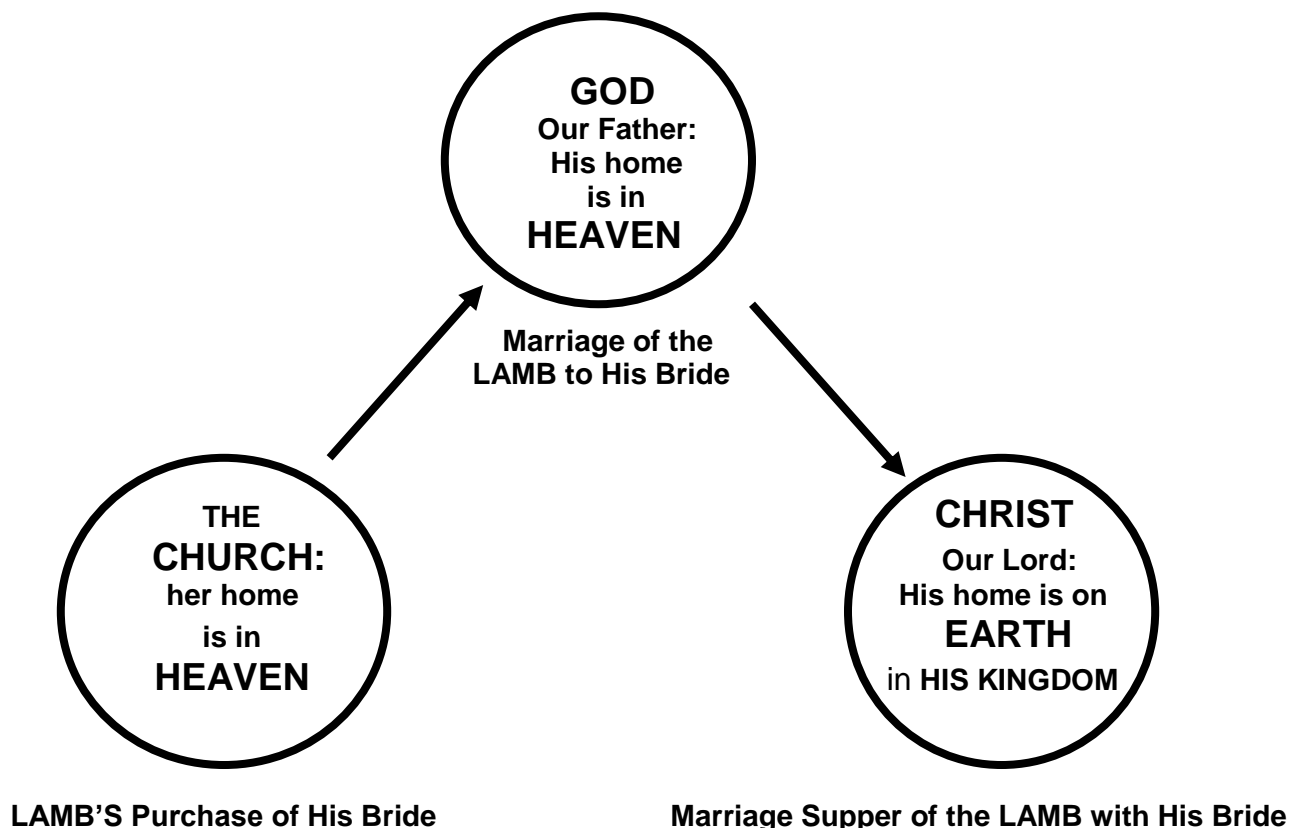 GOD
Our Father:
His home
is in
HEAVEN
Marriage of the
LAMB to His Bride
THE
CHURCH:
her home
is in
HEAVEN
LAMB’S Purchase of His Bride
CHRIST
Our Lord:
His home is on
EARTH
in HIS KINGDOM
Marriage Supper of the LAMB with His Bride